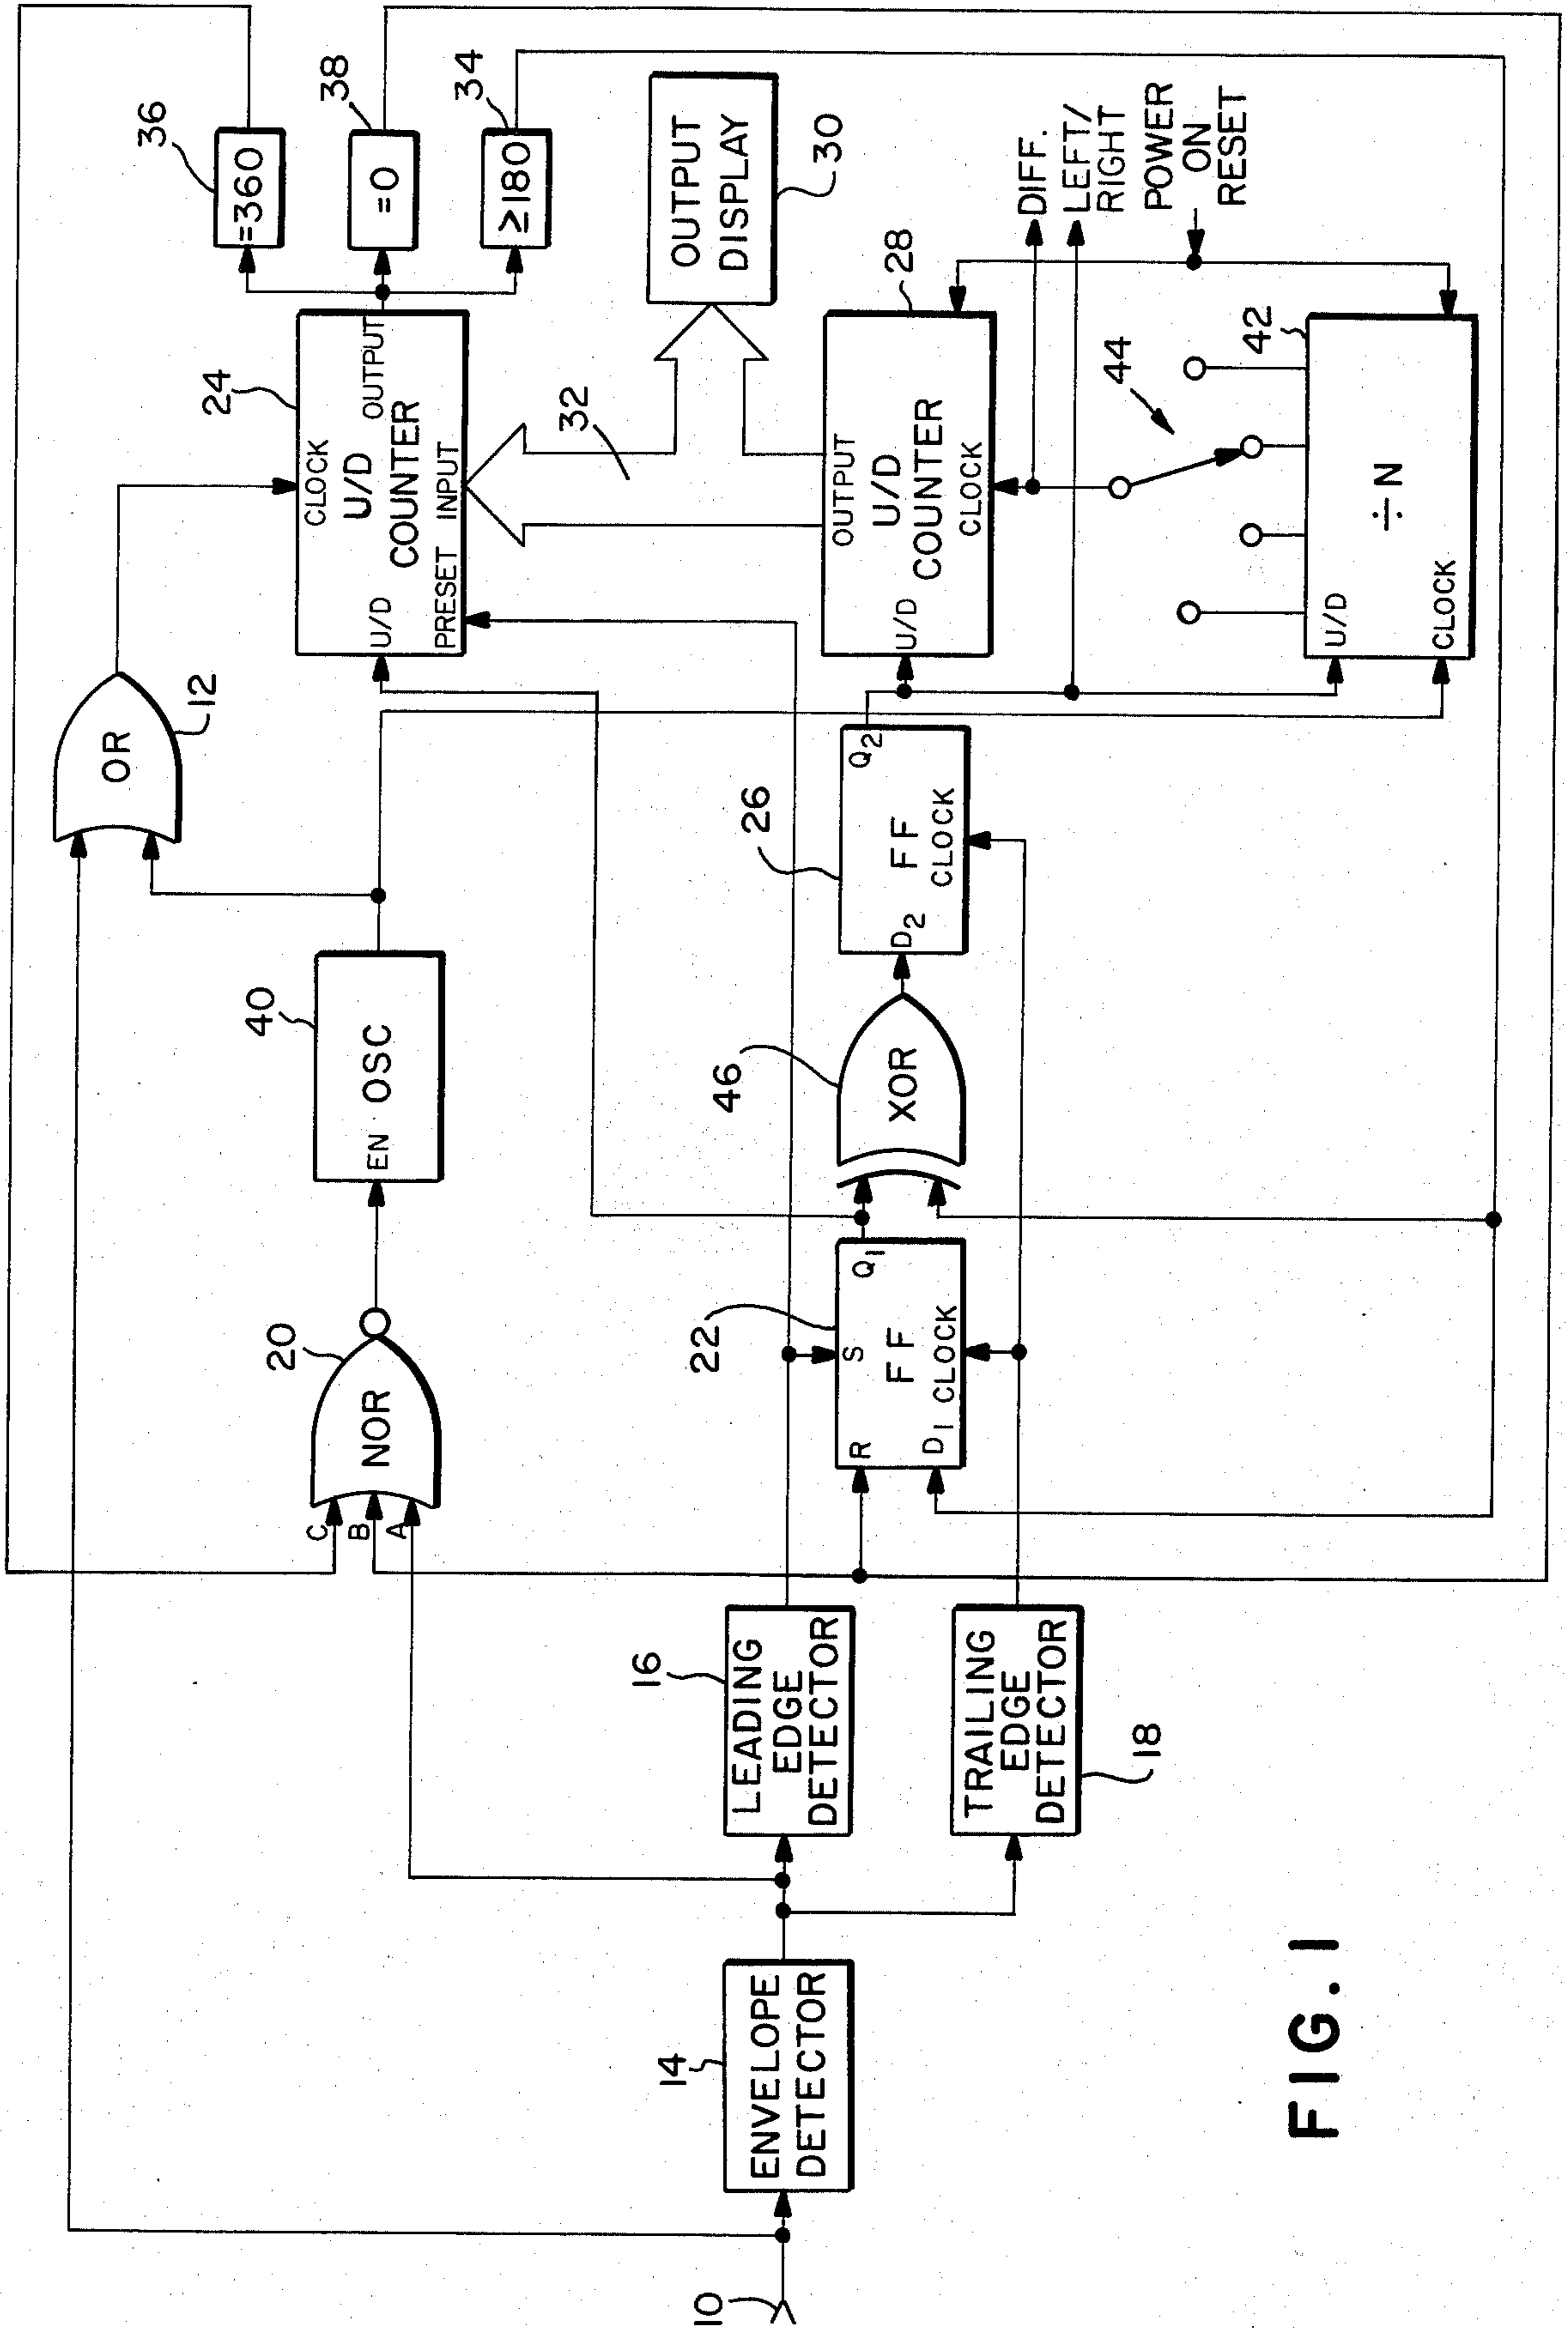 10
14
ENVELOPE
DETECTOR
16
LEADING
EDGE
DETECTOR
TRAILING
EDGE
DETECTOR
18
C
B
A
NOR
20
EN OSC
40
OR
12
22
R
S
Q1
FF
D1 CLOCK
46
XOR
26
D2
FF
CLOCK
Q2
24
CLOCK
U/D
U/D
COUNTER
OUTPUT
PRESET INPUT
36
=360
38
=0
34
≥180
32
OUTPUT
DISPLAY
30
28
OUTPUT
U/D
U/D
COUNTER
CLOCK
DIFF.
LEFT/
RIGHT
POWER
ON
RESET
44
42
U/D
÷N
CLOCK
FIG. 1